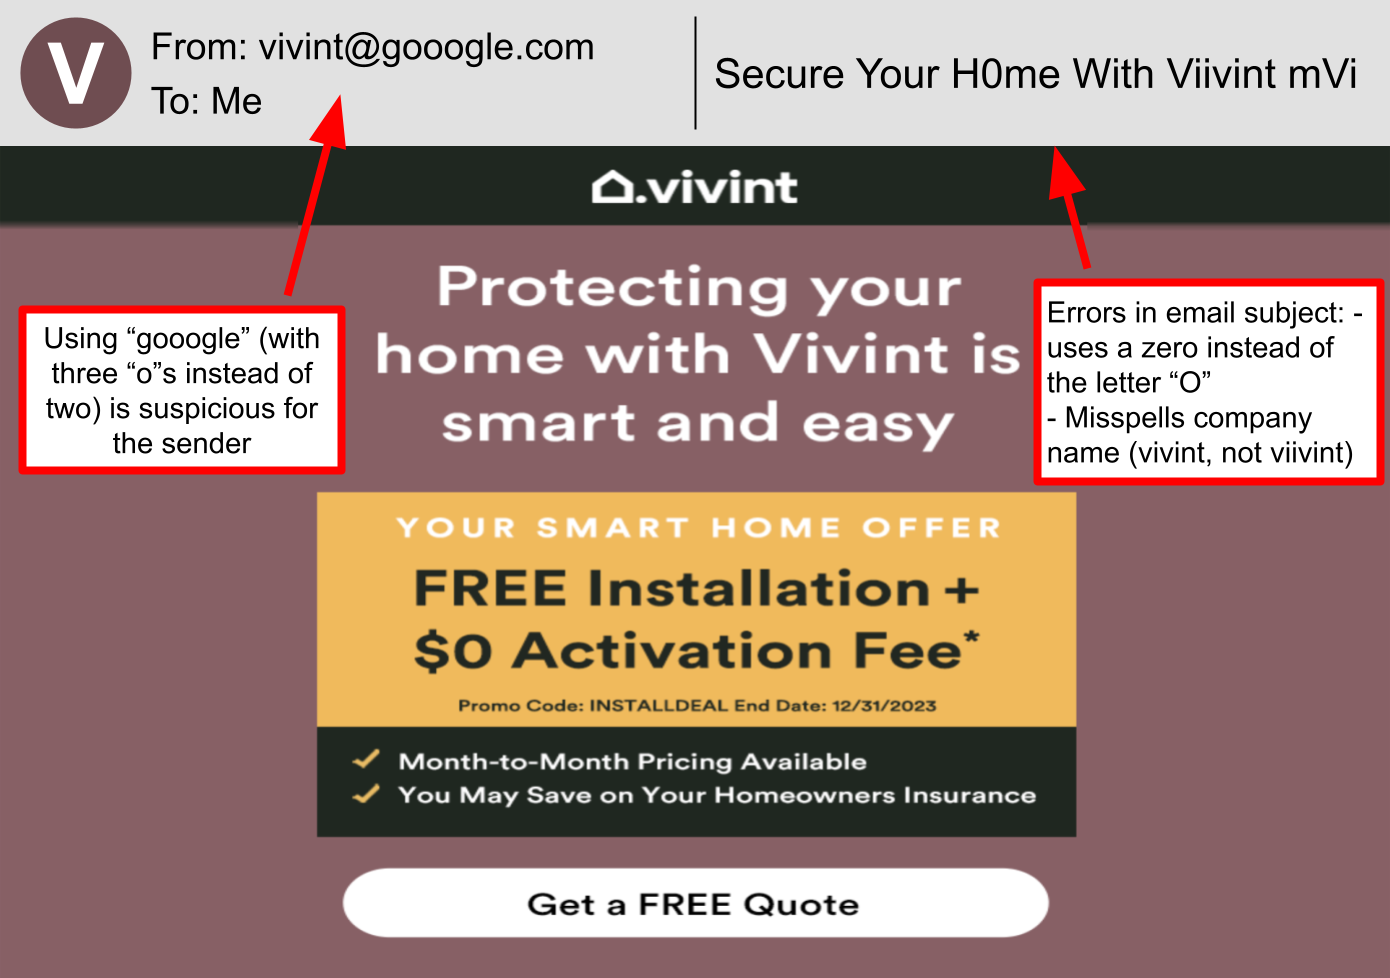 V
From: vivint@gooogle.com
To: Me
Secure Your H0me With Viivint mVi
.vivint
Protecting your
home with Vivint is
smart and easy
Using “gooogle” (with
three “o”s instead of
two) is suspicious for
the sender
Errors in email subject: -
uses a zero instead of
the letter “O”
- Misspells company
name (vivint, not viivint)
YOUR SMART HOME OFFER
FREE Installation +
$0 Activation Fee*
Promo Code: INSTALLDEAL End Date: 12/31/2023
Month-to-Month Pricing Available
You May Save on Your Homeowners Insurance
Get a FREE Quote